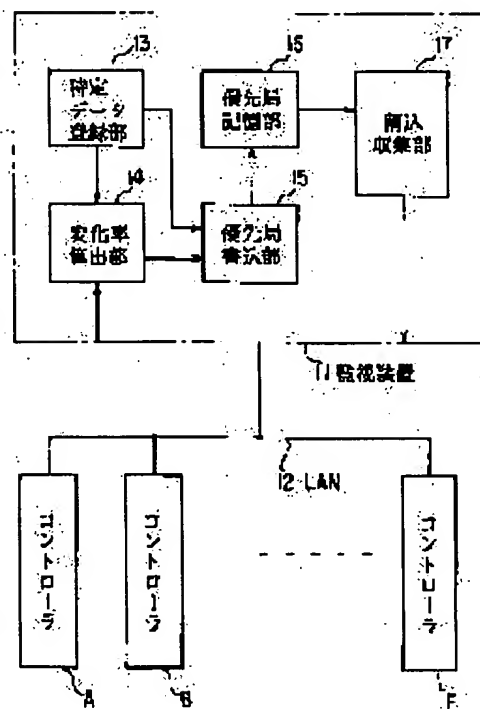 13
16
17
特定
データ
登録部
優先局
記憶部
割込
収集部
14
15
変化率
値出部
優先局
書込部
11 監視装置
12 LAN
コントローラ
コントローラ
コントローラ
A
B
F